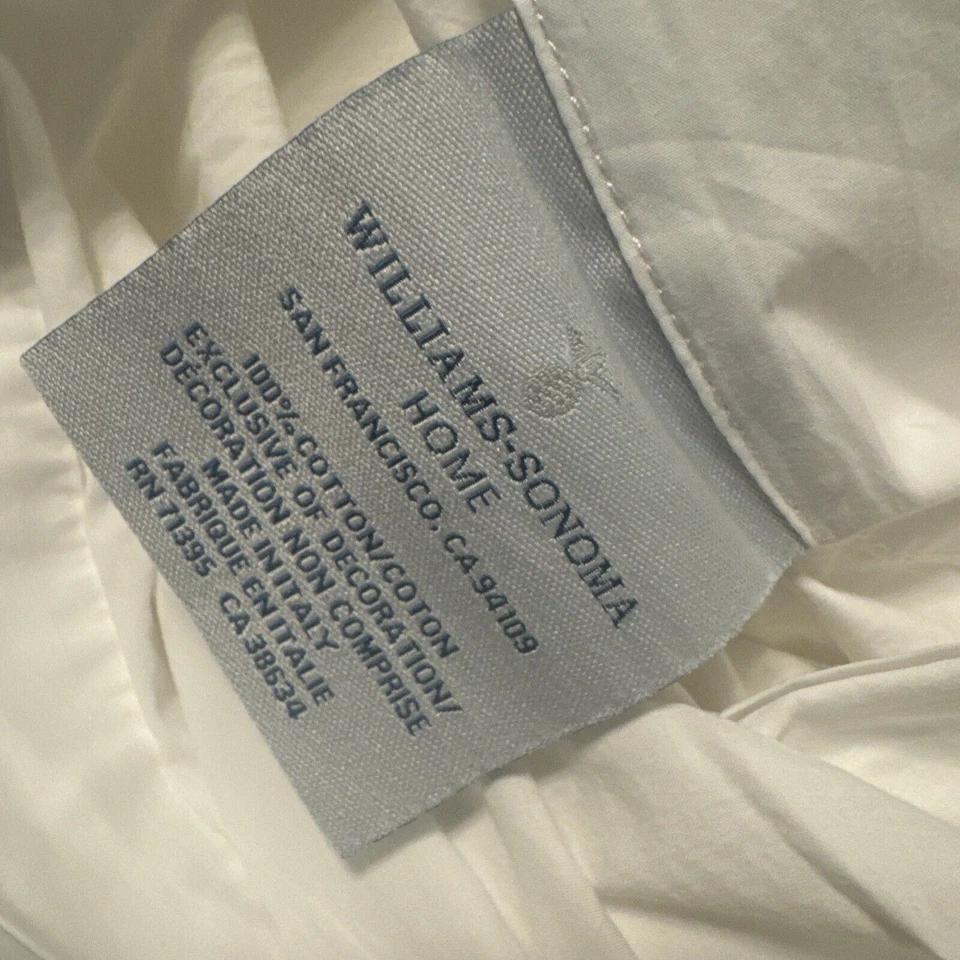 WILLIAMS-SONOMA
HOME
SAN FRANCISCO, CA 94109
100% COTTON/COTON
EXCLUSIVE OF DECORATION/
DÉCORATION NON COMPRISE
MADE IN ITALY
FABRIQUE EN ITALIE
RN 71395 CA 38634